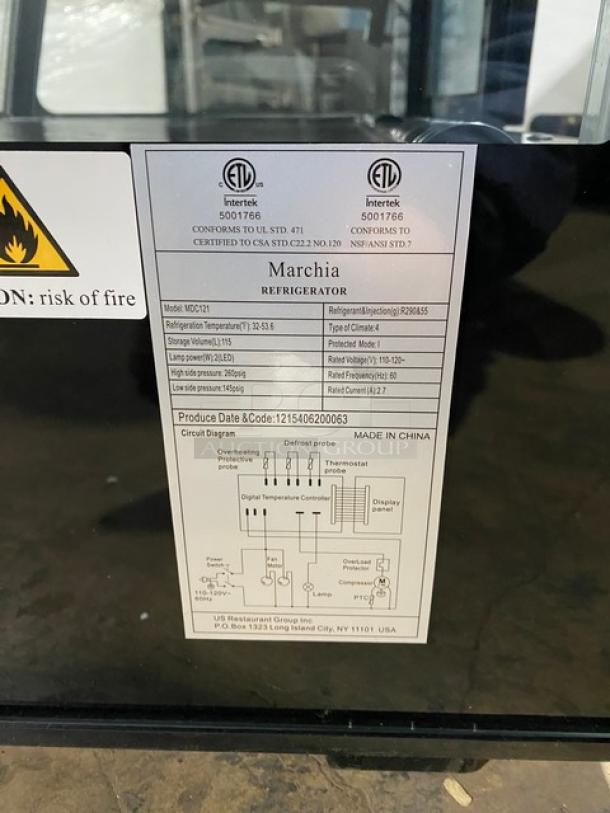 ETL
C US
Intertek
5001766
CONFORMS TO UL STD. 471
CERTIFIED TO CSA STD.C22.2 NO.120
ETL
Intertek
5001766
CONFORMS TO
NSF/ANSI STD.7
ON: risk of fire
Marchia
REFRIGERATOR
Model: MDC121
Refrigerant&Injection(g):R290&55
Refrigeration Temperature(°F): 32-53.6
Type of Climate:4
Storage Volume(L):115
Protected Mode: I
Lamp power(W):2(LED)
Rated Voltage(V): 110-120~
High side pressure: 260psig
Rated Frequency(Hz): 60
Low side pressure:145psig
Rated Current (A):2.7
Produce Date &Code:1215406200063
Circuit Diagram
MADE IN CHINA
AUCTION GROUP
Defrost probe
Overheating
Protective
probe
Thermostat
probe
Digital Temperature Controller
Display
panel
Power
Switch
Fan
Motor
OverLoad
Protector
Compressor
M
110-120V~
60Hz
Lamp
PTC
US Restaurant Group Inc
P.O.Box 1323 Long Island City, NY 11101 USA